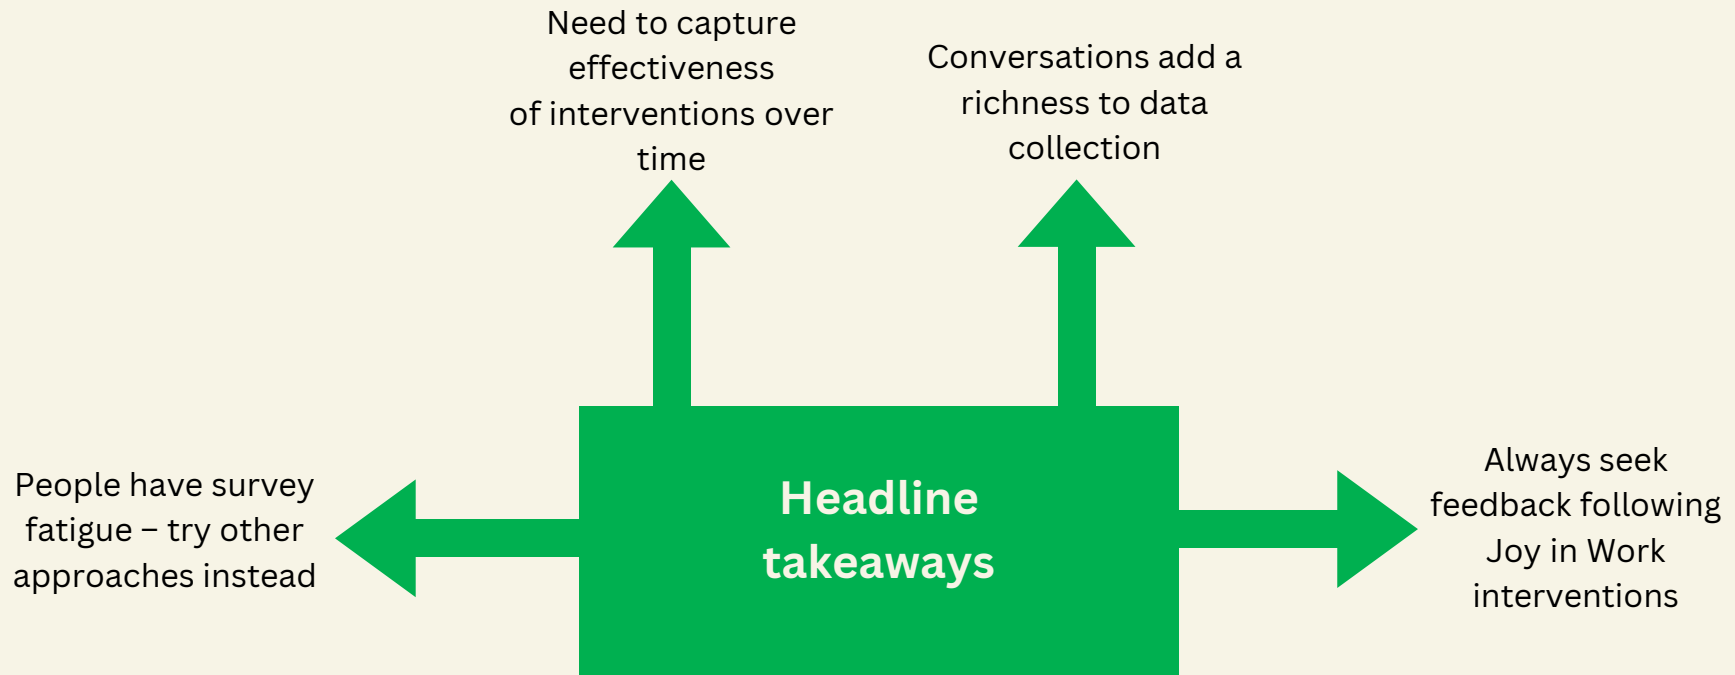 Need to capture
effectiveness
of interventions over
time
Conversations add a
richness to data
collection
People have survey
fatigue – try other
approaches instead
Headline
takeaways
Always seek
feedback following
Joy in Work
interventions